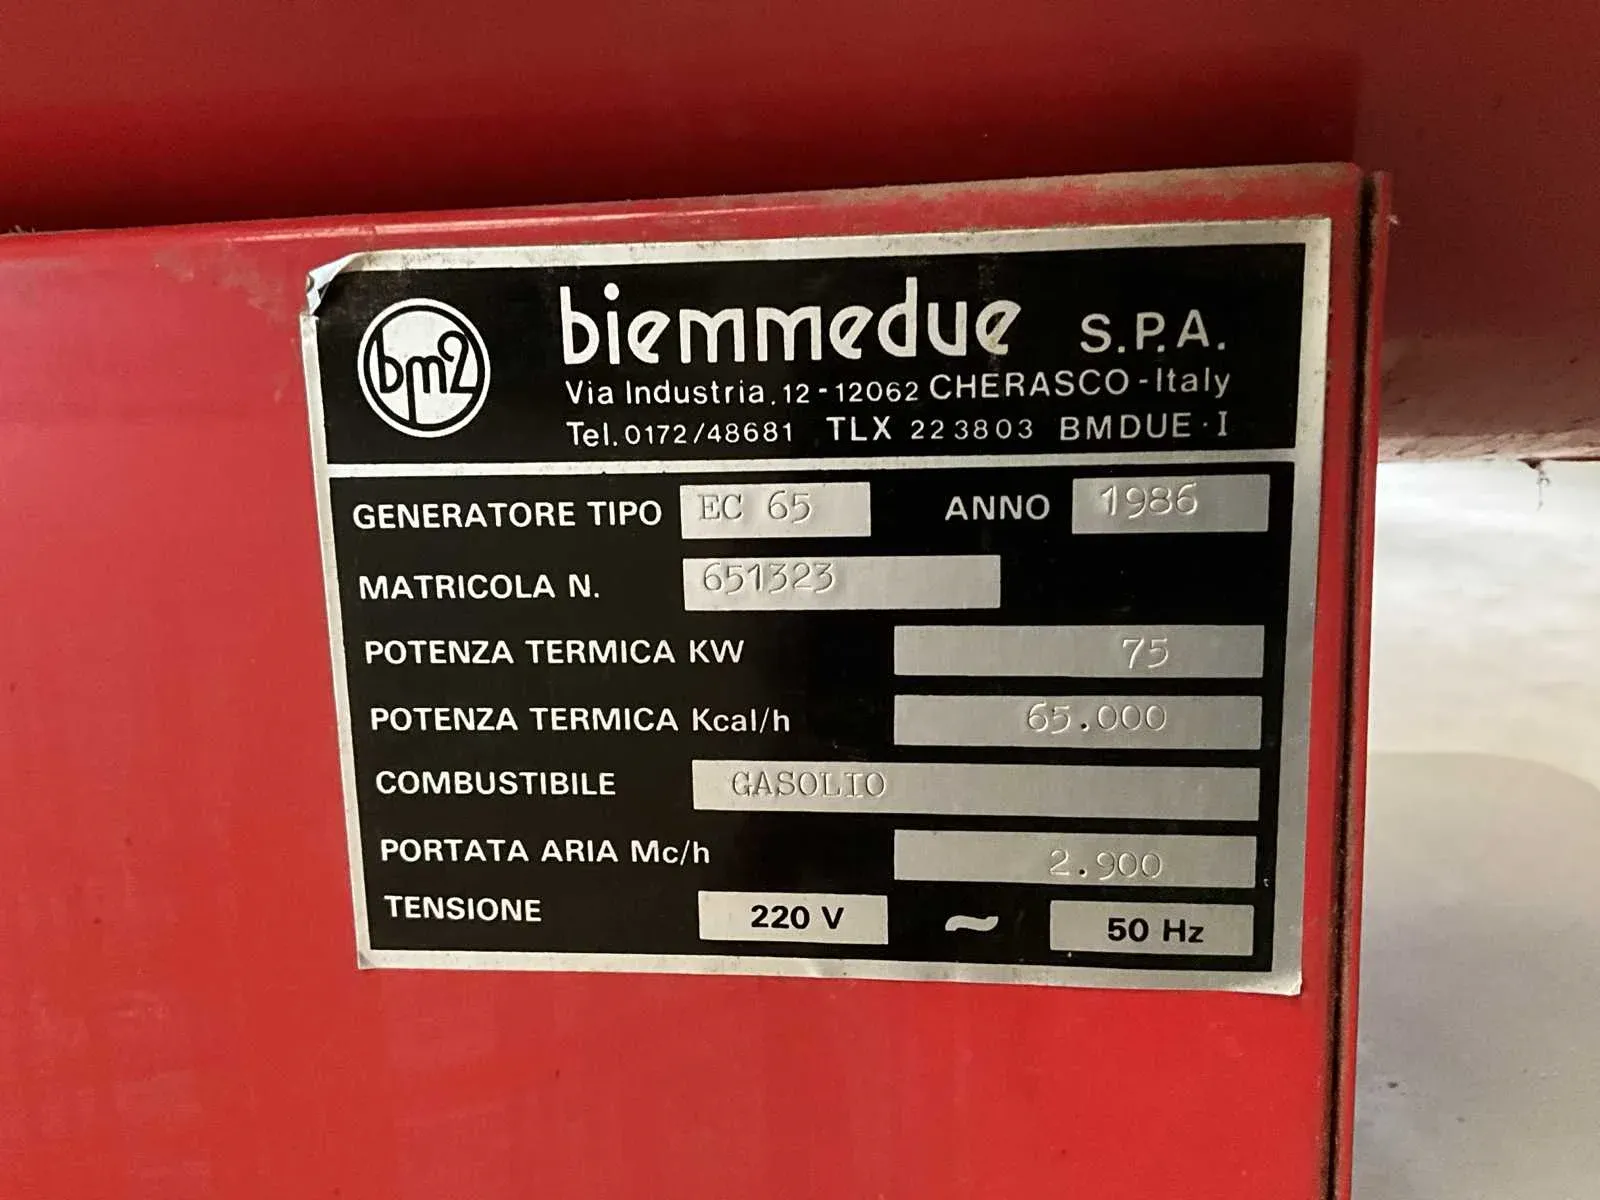 bm2
biemmedue S.P.A.
Via Industria, 12 - 12062 CHERASCO - Italy
Tel. 0172/48681 TLX 223803 BMDUE · I
GENERATORE TIPO EC 65 ANNO 1986
MATRICOLA N. 651323
POTENZA TERMICA KW 75
POTENZA TERMICA Kcal/h 65.000
COMBUSTIBILE GASOLIO
PORTATA ARIA Mc/h 2.900
TENSIONE 220 V ~ 50 Hz